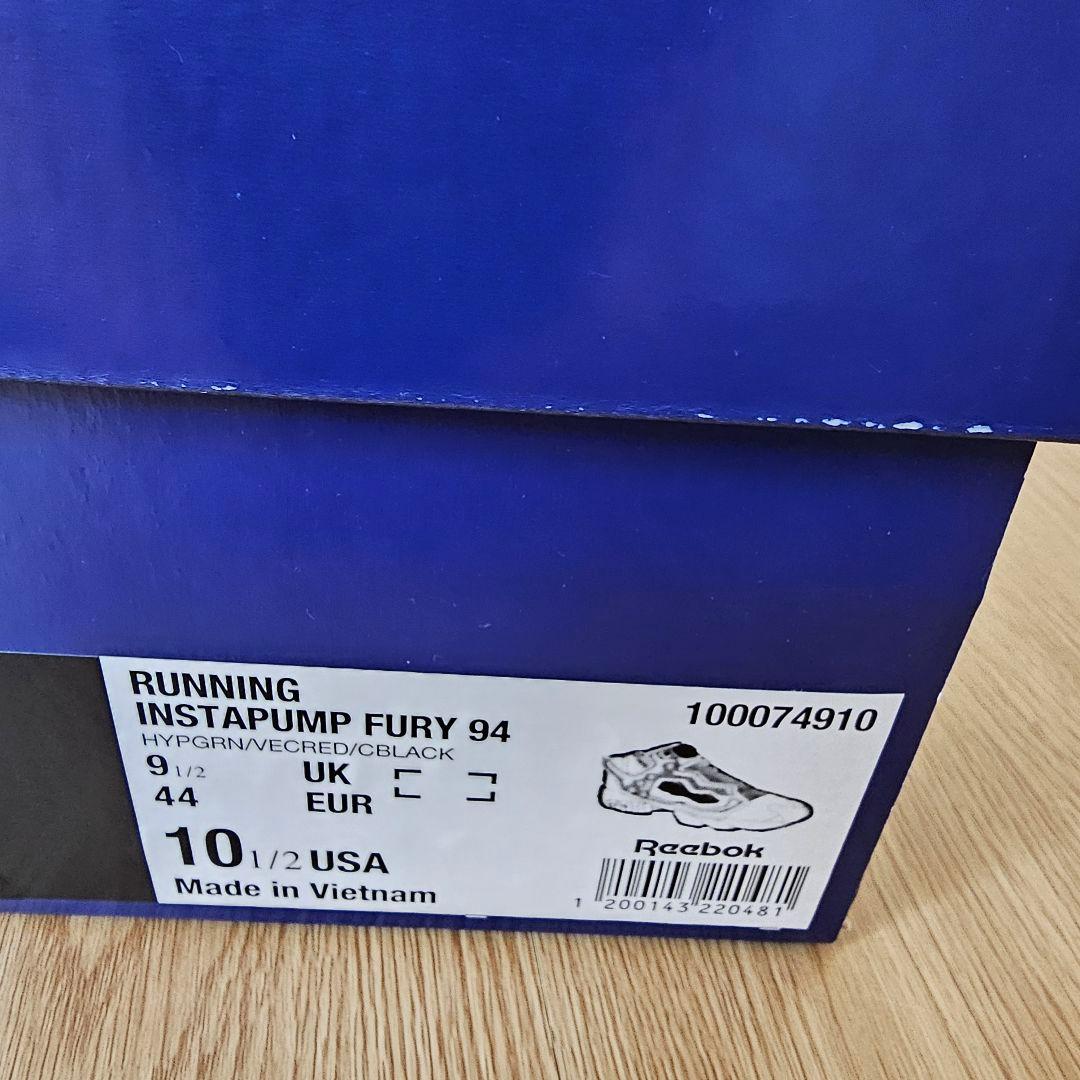 RUNNING
INSTAPUMP FURY 94
HYPGRN/VECRED/CBLACK
9 1/2 UK
44 EUR
10 1/2 USA
Made in Vietnam
100074910
Reebok
1 200143 220481